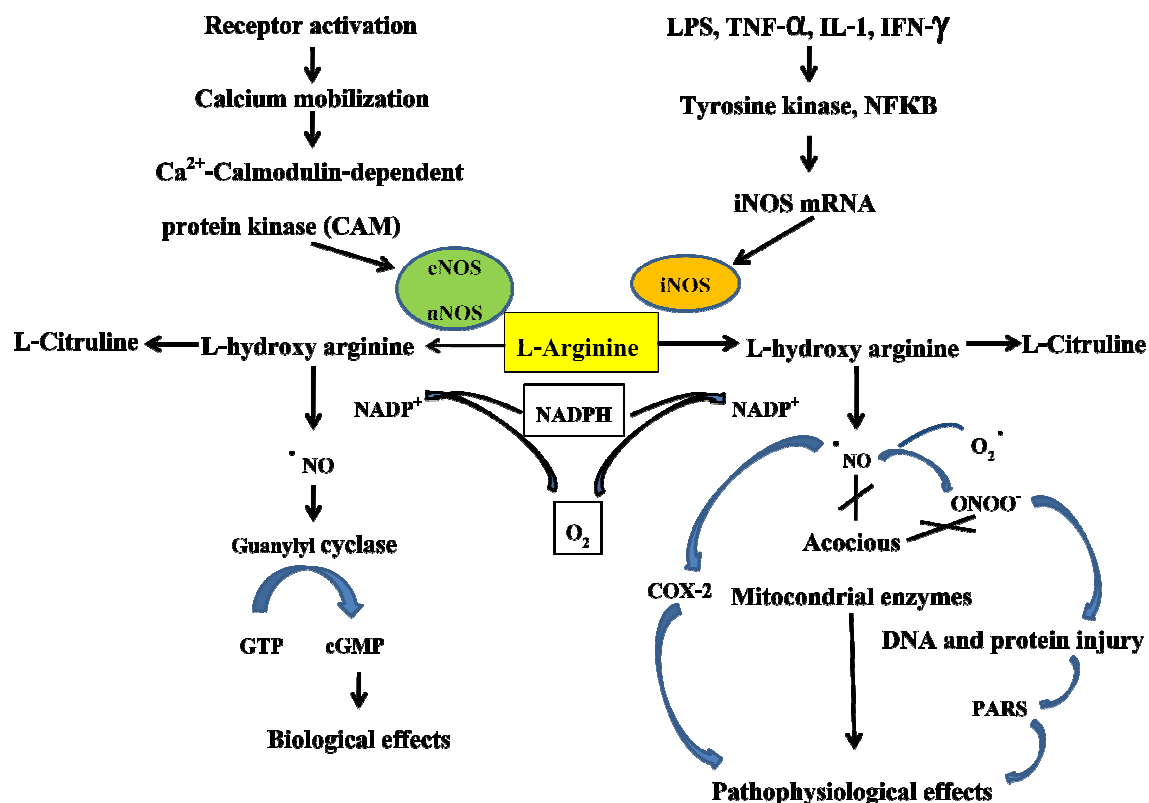 Receptor activation
LPS, TNF-α, IL-1, IFN-γ
Calcium mobilization
Tyrosine kinase, NFKB
Ca²⁺-Calmodulin-dependent
protein kinase (CAM)
iNOS mRNA
eNOS
nNOS
iNOS
L-Citruline
L-hydroxy arginine
L-Arginine
L-hydroxy arginine
L-Citruline
NADP⁺
NADPH
NADP⁺
•NO
•NO
O₂•
ONOO⁻
Guanylyl cyclase
O₂
Acocious
COX-2
Mitocondrial enzymes
GTP
cGMP
DNA and protein injury
PARS
Biological effects
Pathophysiological effects